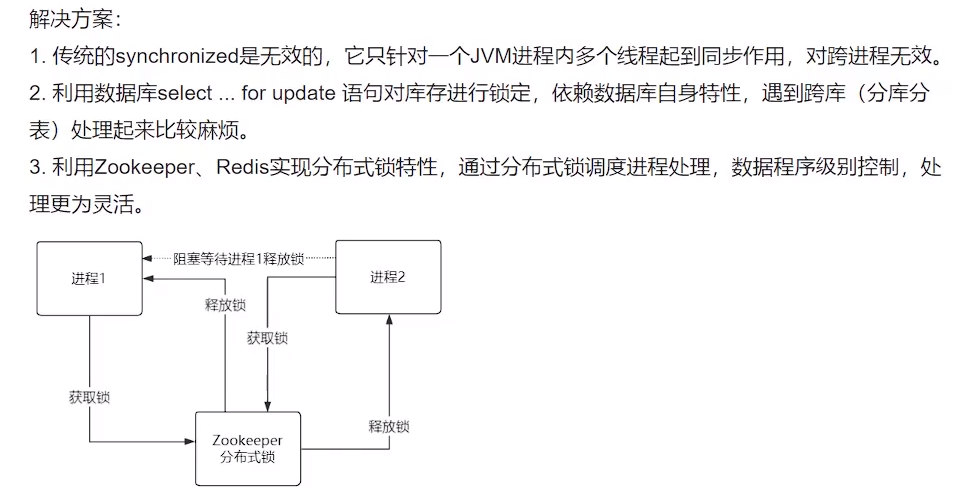 解决方案：
1. 传统的synchronized是无效的，它只针对一个JVM进程内多个线程起到同步作用，对跨进程无效。
2. 利用数据库select ... for update 语句对库存进行锁定，依赖数据库自身特性，遇到跨库（分库分
表）处理起来比较麻烦。
3. 利用Zookeeper、Redis实现分布式锁特性，通过分布式锁调度进程处理，数据程序级别控制，处
理更为灵活。
阻塞等待进程1释放锁
进程1
进程2
释放锁
获取锁
获取锁
释放锁
Zookeeper
分布式锁